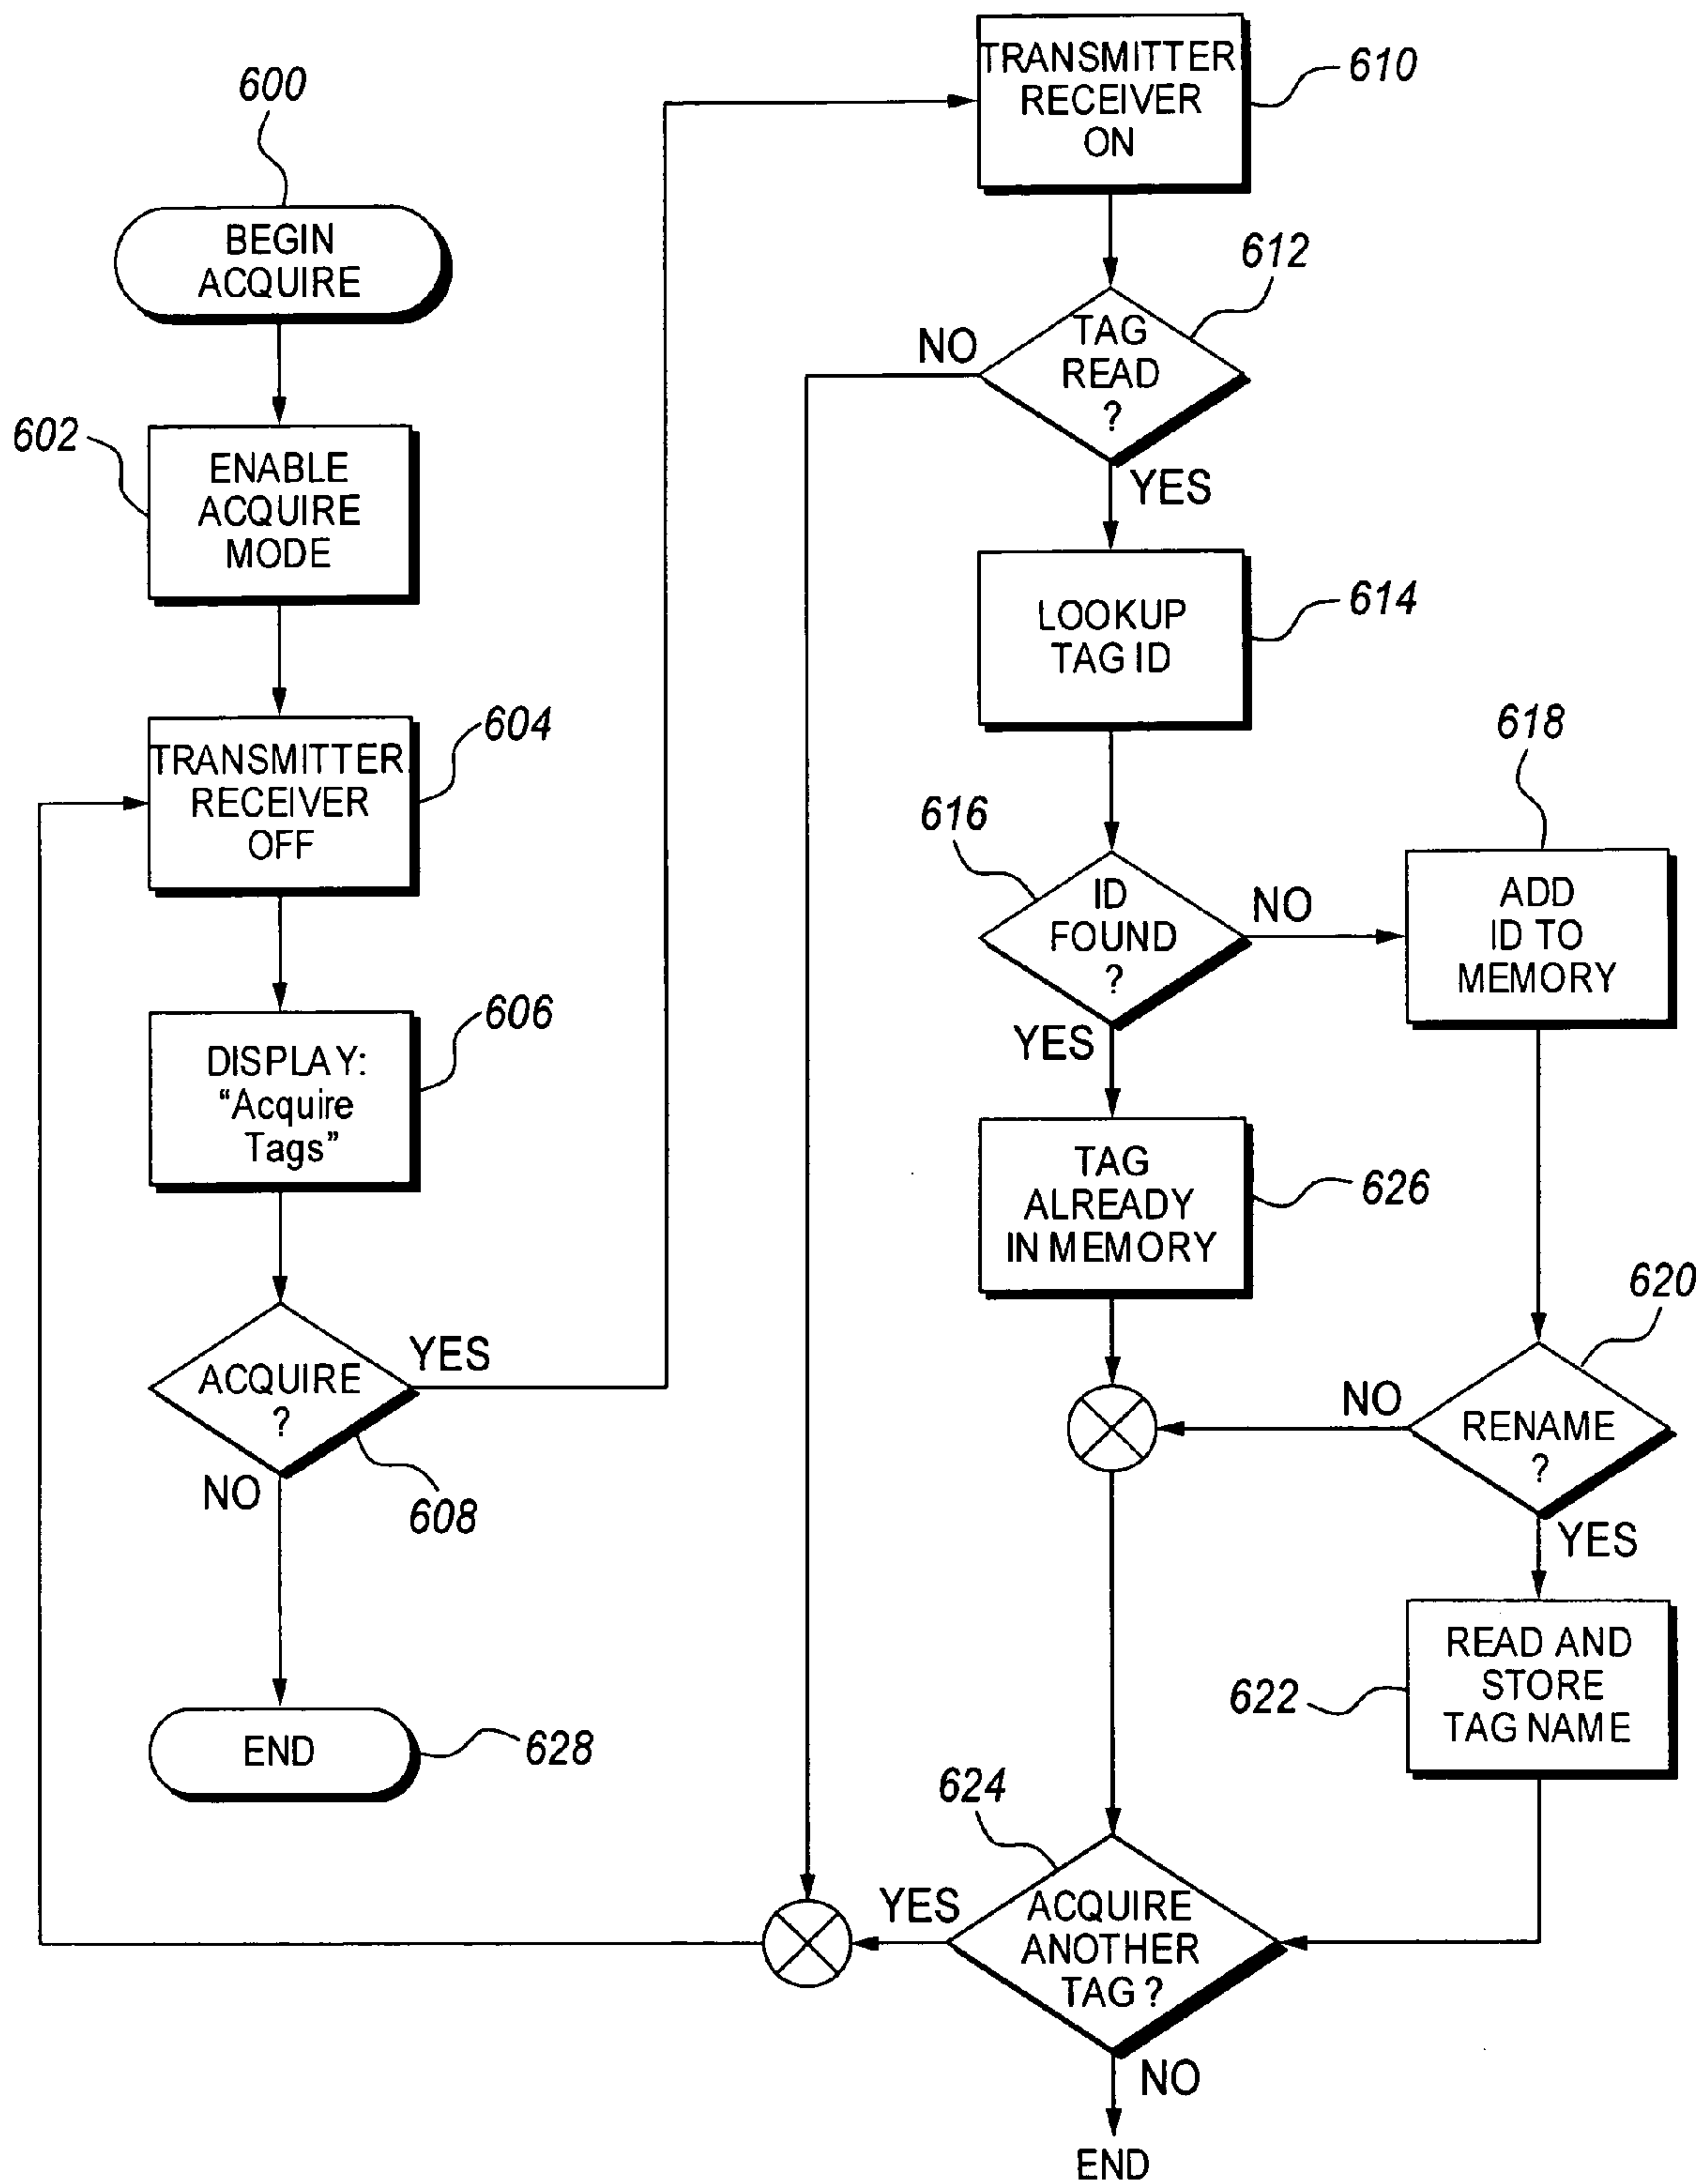 600
BEGIN
ACQUIRE
602
ENABLE
ACQUIRE
MODE
604
TRANSMITTER
RECEIVER
OFF
606
DISPLAY:
“Acquire
Tags”
ACQUIRE
?
YES
NO
608
END
628
TRANSMITTER
RECEIVER
ON
610
612
TAG
READ
?
NO
YES
LOOKUP
TAG ID
614
616
ID
FOUND
?
NO
YES
618
ADD
ID TO
MEMORY
TAG
ALREADY
IN MEMORY
626
620
RENAME
?
NO
YES
READ AND
STORE
TAG NAME
622
624
ACQUIRE
ANOTHER
TAG ?
YES
NO
END